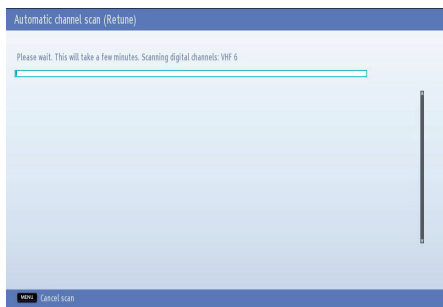 Automatic channel scan (Retune)
Please wait. This will take a few minutes. Scanning digital channels: VHF 6
MENU Cancel scan